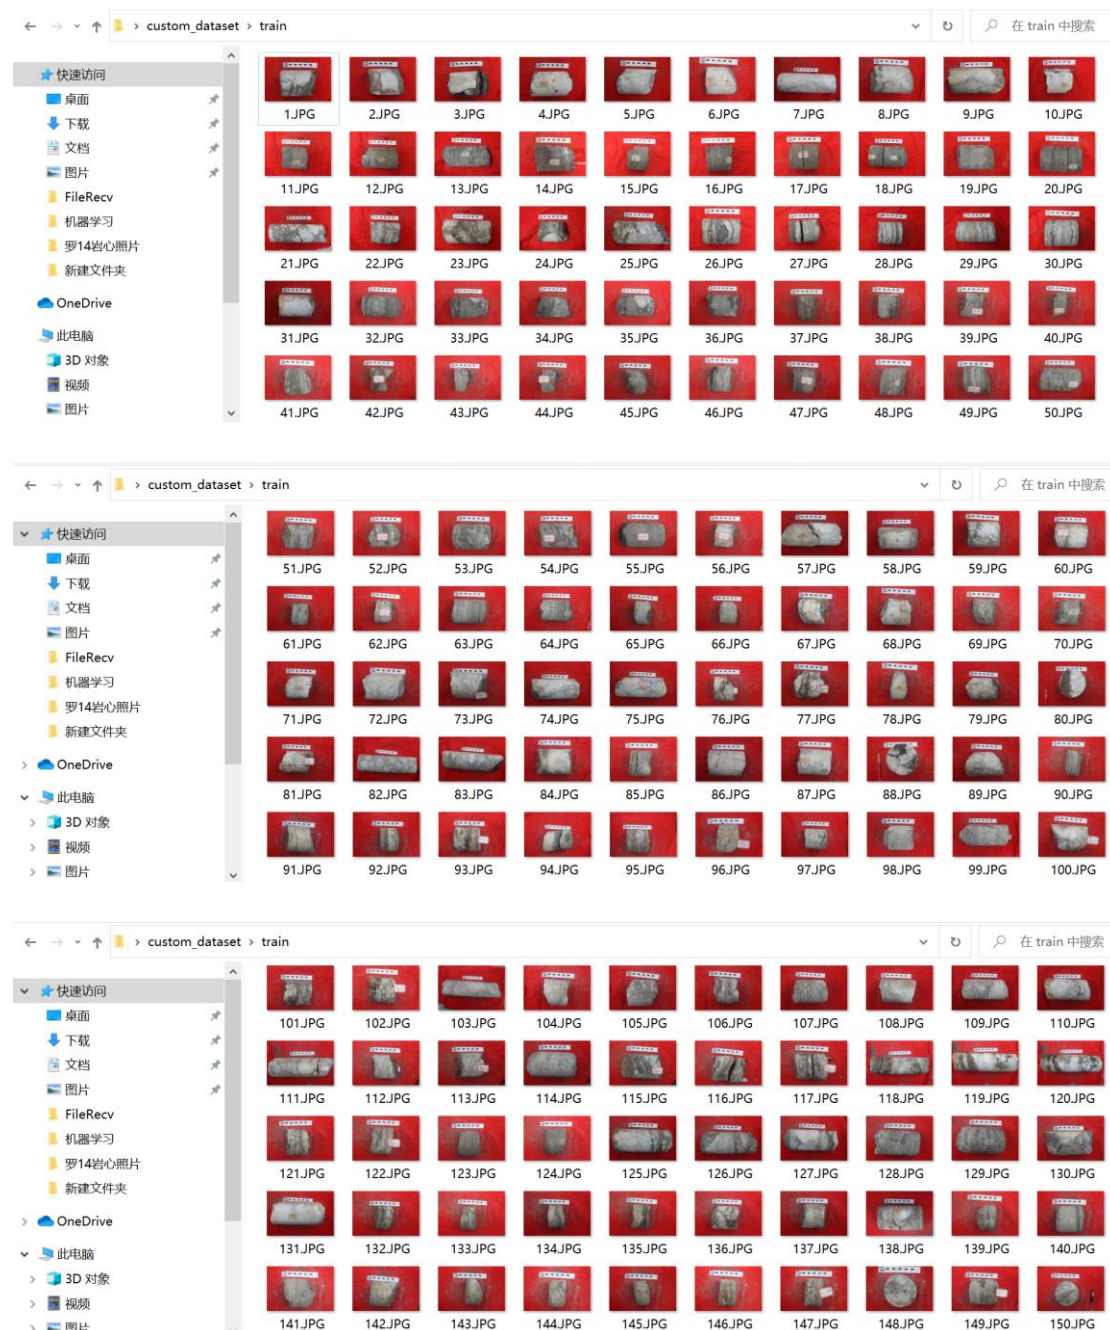 custom_dataset > train
在 train 中搜索
快速访问
桌面
下载
文档
图片
FileRecv
机器学习
罗14岩心照片
新建文件夹
OneDrive
此电脑
3D 对象
视频
图片
1.JPG 2.JPG 3.JPG 4.JPG 5.JPG 6.JPG 7.JPG 8.JPG 9.JPG 10.JPG
11.JPG 12.JPG 13.JPG 14.JPG 15.JPG 16.JPG 17.JPG 18.JPG 19.JPG 20.JPG
21.JPG 22.JPG 23.JPG 24.JPG 25.JPG 26.JPG 27.JPG 28.JPG 29.JPG 30.JPG
31.JPG 32.JPG 33.JPG 34.JPG 35.JPG 36.JPG 37.JPG 38.JPG 39.JPG 40.JPG
41.JPG 42.JPG 43.JPG 44.JPG 45.JPG 46.JPG 47.JPG 48.JPG 49.JPG 50.JPG
custom_dataset > train
在 train 中搜索
快速访问
桌面
下载
文档
图片
FileRecv
机器学习
罗14岩心照片
新建文件夹
OneDrive
此电脑
3D 对象
视频
图片
51.JPG 52.JPG 53.JPG 54.JPG 55.JPG 56.JPG 57.JPG 58.JPG 59.JPG 60.JPG
61.JPG 62.JPG 63.JPG 64.JPG 65.JPG 66.JPG 67.JPG 68.JPG 69.JPG 70.JPG
71.JPG 72.JPG 73.JPG 74.JPG 75.JPG 76.JPG 77.JPG 78.JPG 79.JPG 80.JPG
81.JPG 82.JPG 83.JPG 84.JPG 85.JPG 86.JPG 87.JPG 88.JPG 89.JPG 90.JPG
91.JPG 92.JPG 93.JPG 94.JPG 95.JPG 96.JPG 97.JPG 98.JPG 99.JPG 100.JPG
custom_dataset > train
在 train 中搜索
快速访问
桌面
下载
文档
图片
FileRecv
机器学习
罗14岩心照片
新建文件夹
OneDrive
此电脑
3D 对象
视频
图片
101.JPG 102.JPG 103.JPG 104.JPG 105.JPG 106.JPG 107.JPG 108.JPG 109.JPG 110.JPG
111.JPG 112.JPG 113.JPG 114.JPG 115.JPG 116.JPG 117.JPG 118.JPG 119.JPG 120.JPG
121.JPG 122.JPG 123.JPG 124.JPG 125.JPG 126.JPG 127.JPG 128.JPG 129.JPG 130.JPG
131.JPG 132.JPG 133.JPG 134.JPG 135.JPG 136.JPG 137.JPG 138.JPG 139.JPG 140.JPG
141.JPG 142.JPG 143.JPG 144.JPG 145.JPG 146.JPG 147.JPG 148.JPG 149.JPG 150.JPG